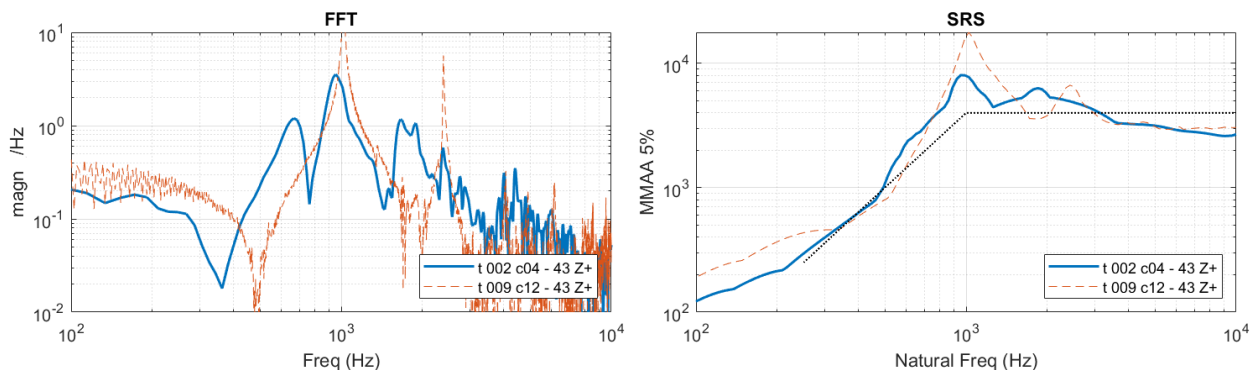 FFT
10^1
10^0
10^-1
10^-2
magn /Hz
t 002 c04 - 43 Z+
t 009 c12 - 43 Z+
10^2
10^3
10^4
Freq (Hz)
SRS
10^4
10^3
10^2
MMAA 5%
t 002 c04 - 43 Z+
t 009 c12 - 43 Z+
10^2
10^3
10^4
Natural Freq (Hz)